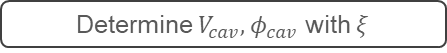 Determine V_cav, ϕ_cav with ξ